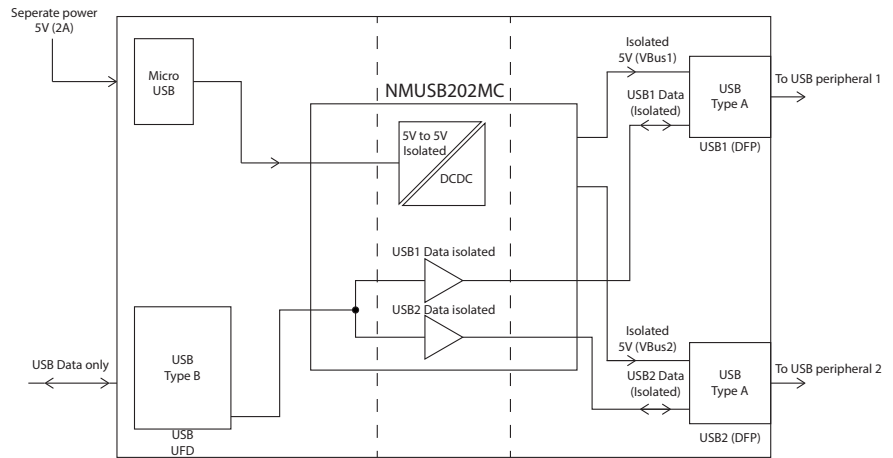 Seperate power
5V (2A)
Micro
USB
NMUSB202MC
5V to 5V
Isolated
DCDC
Isolated
5V (VBus1)
USB1 Data
(Isolated)
USB
Type A
To USB peripheral 1
USB1 (DFP)
USB1 Data isolated
USB2 Data isolated
USB Data only
USB
Type B
USB
UFD
Isolated
5V (VBus2)
USB2 Data
(Isolated)
USB
Type A
To USB peripheral 2
USB2 (DFP)